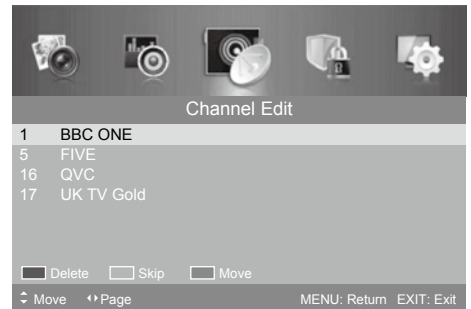 Channel Edit
1 BBC ONE
5 FIVE
16 QVC
17 UK TV Gold
Delete Skip Move
Move Page MENU: Return EXIT: Exit